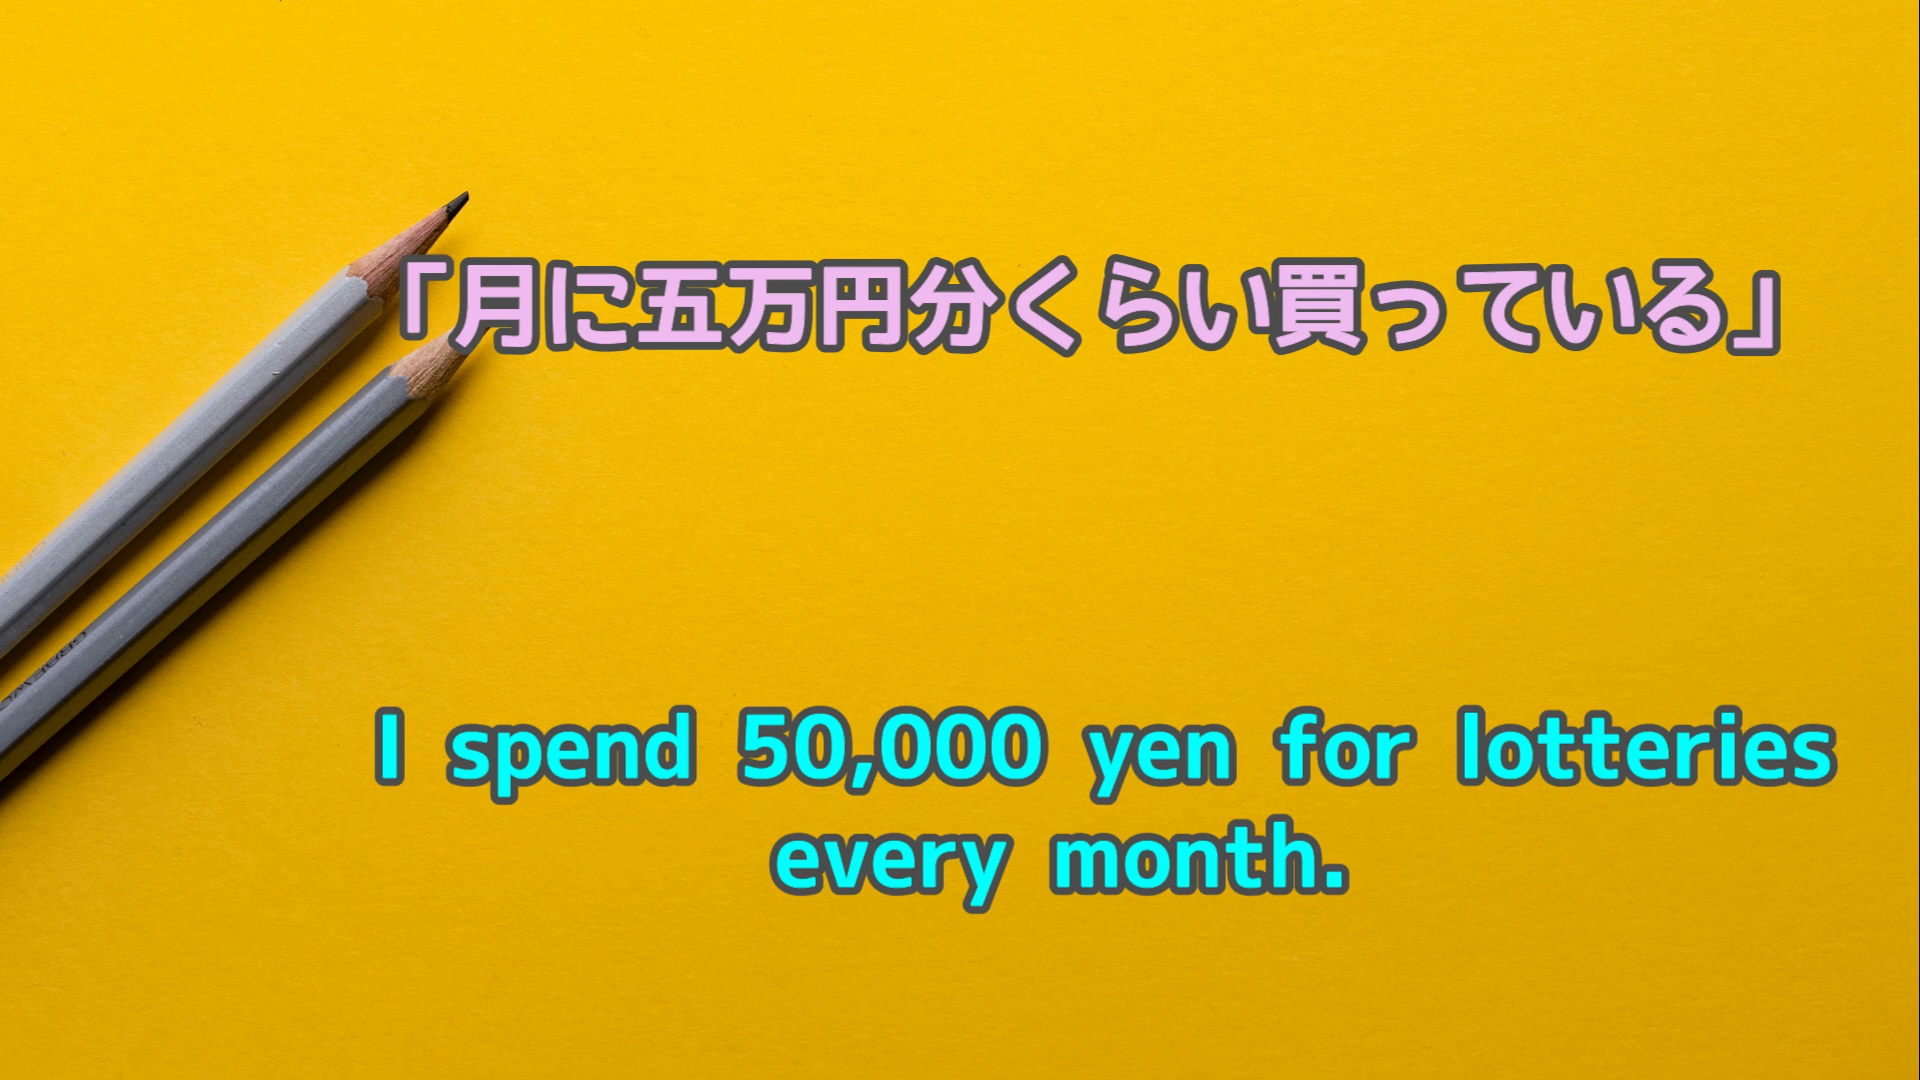 「月に五万円分くらい買っている」
I spend 50,000 yen for lotteries
every month.